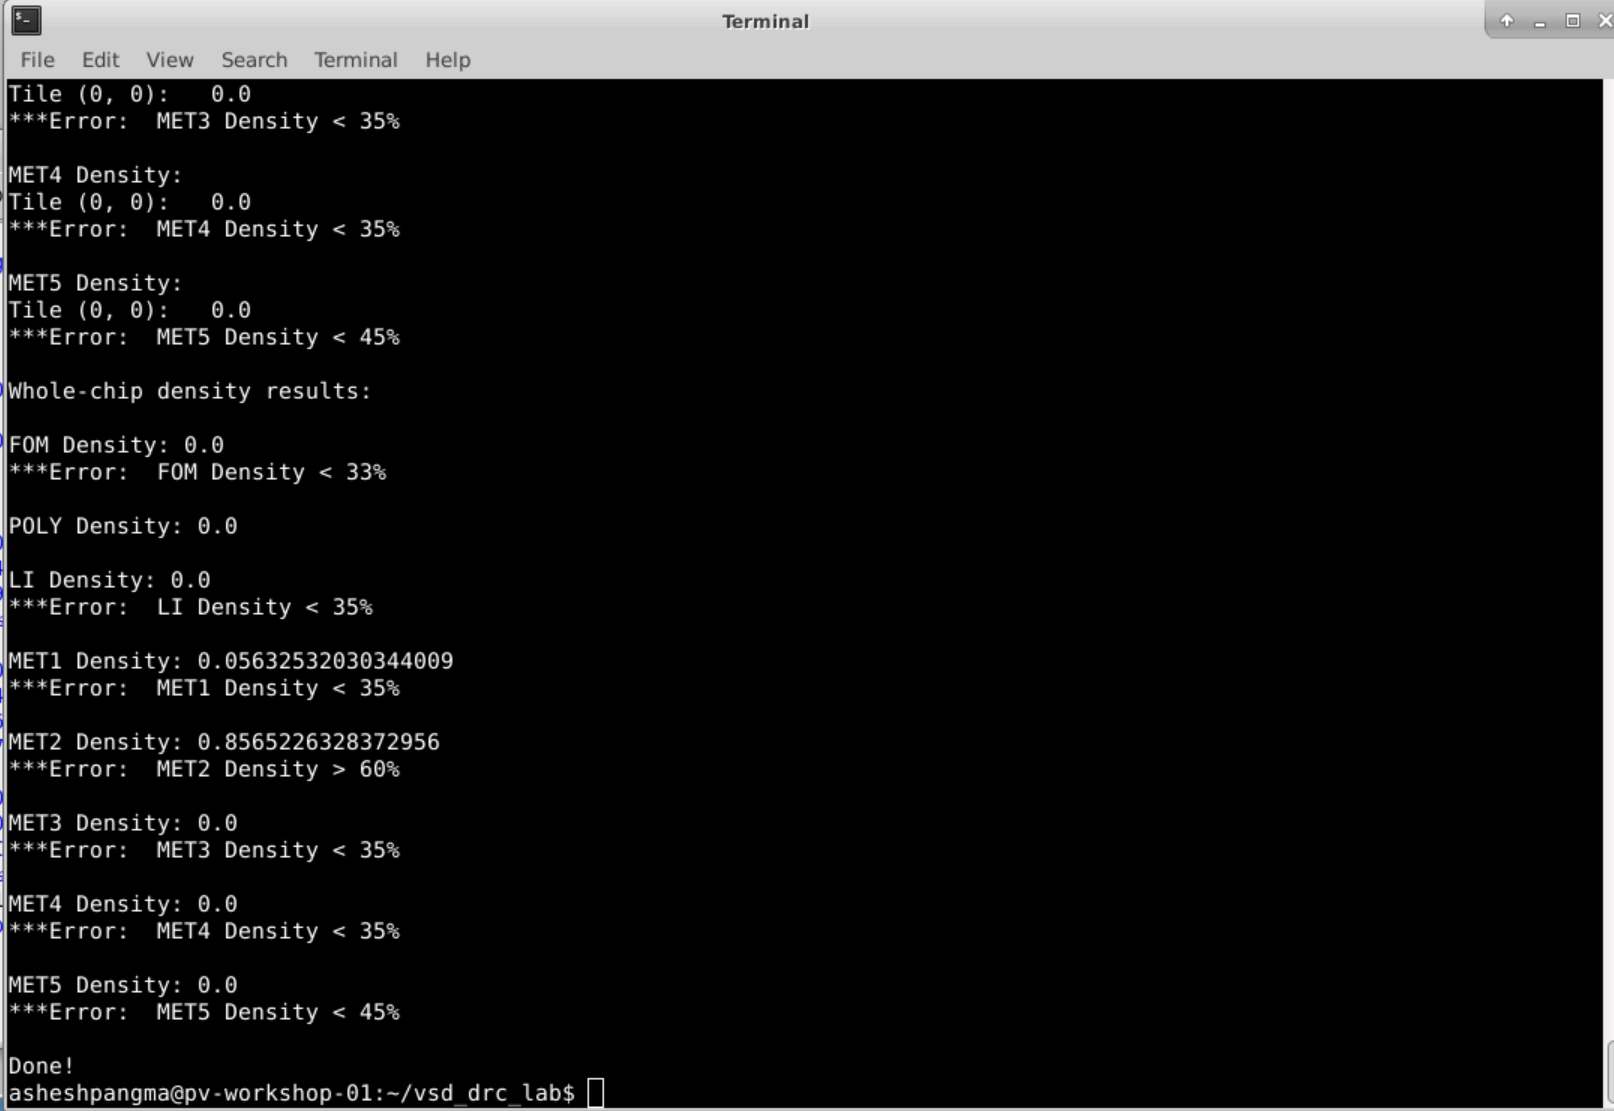 Terminal
File Edit View Search Terminal Help
Tile (0, 0):   0.0
***Error:  MET3 Density < 35%
MET4 Density:
Tile (0, 0):   0.0
***Error:  MET4 Density < 35%
MET5 Density:
Tile (0, 0):   0.0
***Error:  MET5 Density < 45%
Whole-chip density results:
FOM Density: 0.0
***Error:  FOM Density < 33%
POLY Density: 0.0
LI Density: 0.0
***Error:  LI Density < 35%
MET1 Density: 0.05632532030344009
***Error:  MET1 Density < 35%
MET2 Density: 0.8565226328372956
***Error:  MET2 Density > 60%
MET3 Density: 0.0
***Error:  MET3 Density < 35%
MET4 Density: 0.0
***Error:  MET4 Density < 35%
MET5 Density: 0.0
***Error:  MET5 Density < 45%
Done!
asheshpangma@pv-workshop-01:~/vsd_drc_lab$